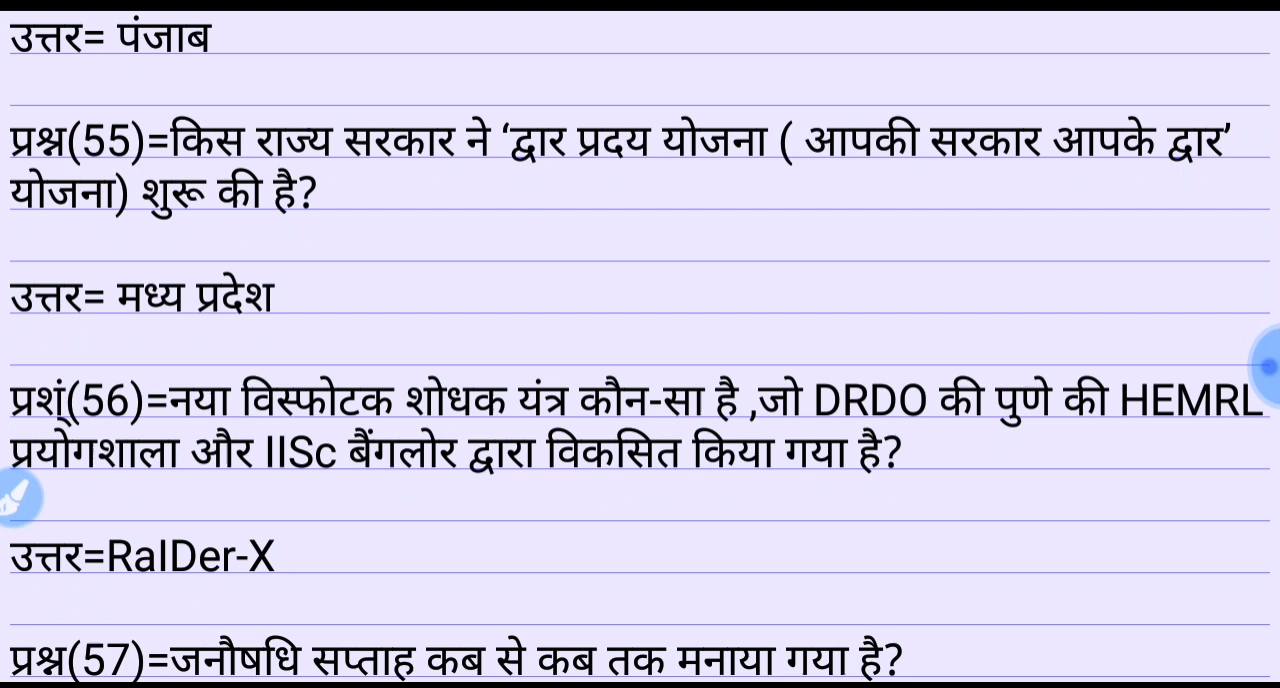 उत्तर= पंजाब
प्रश्न(55)=किस राज्य सरकार ने ‘द्वार प्रदय योजना ( आपकी सरकार आपके द्वार’
योजना) शुरू की है?
उत्तर= मध्य प्रदेश
प्रशं्(56)=नया विस्फोटक शोधक यंत्र कौन-सा है ,जो DRDO की पुणे की HEMRL
प्रयोगशाला और IISc बैंगलोर द्वारा विकसित किया गया है?
उत्तर=RaIDer-X
प्रश्न(57)=जनौषधि सप्ताह कब से कब तक मनाया गया है?